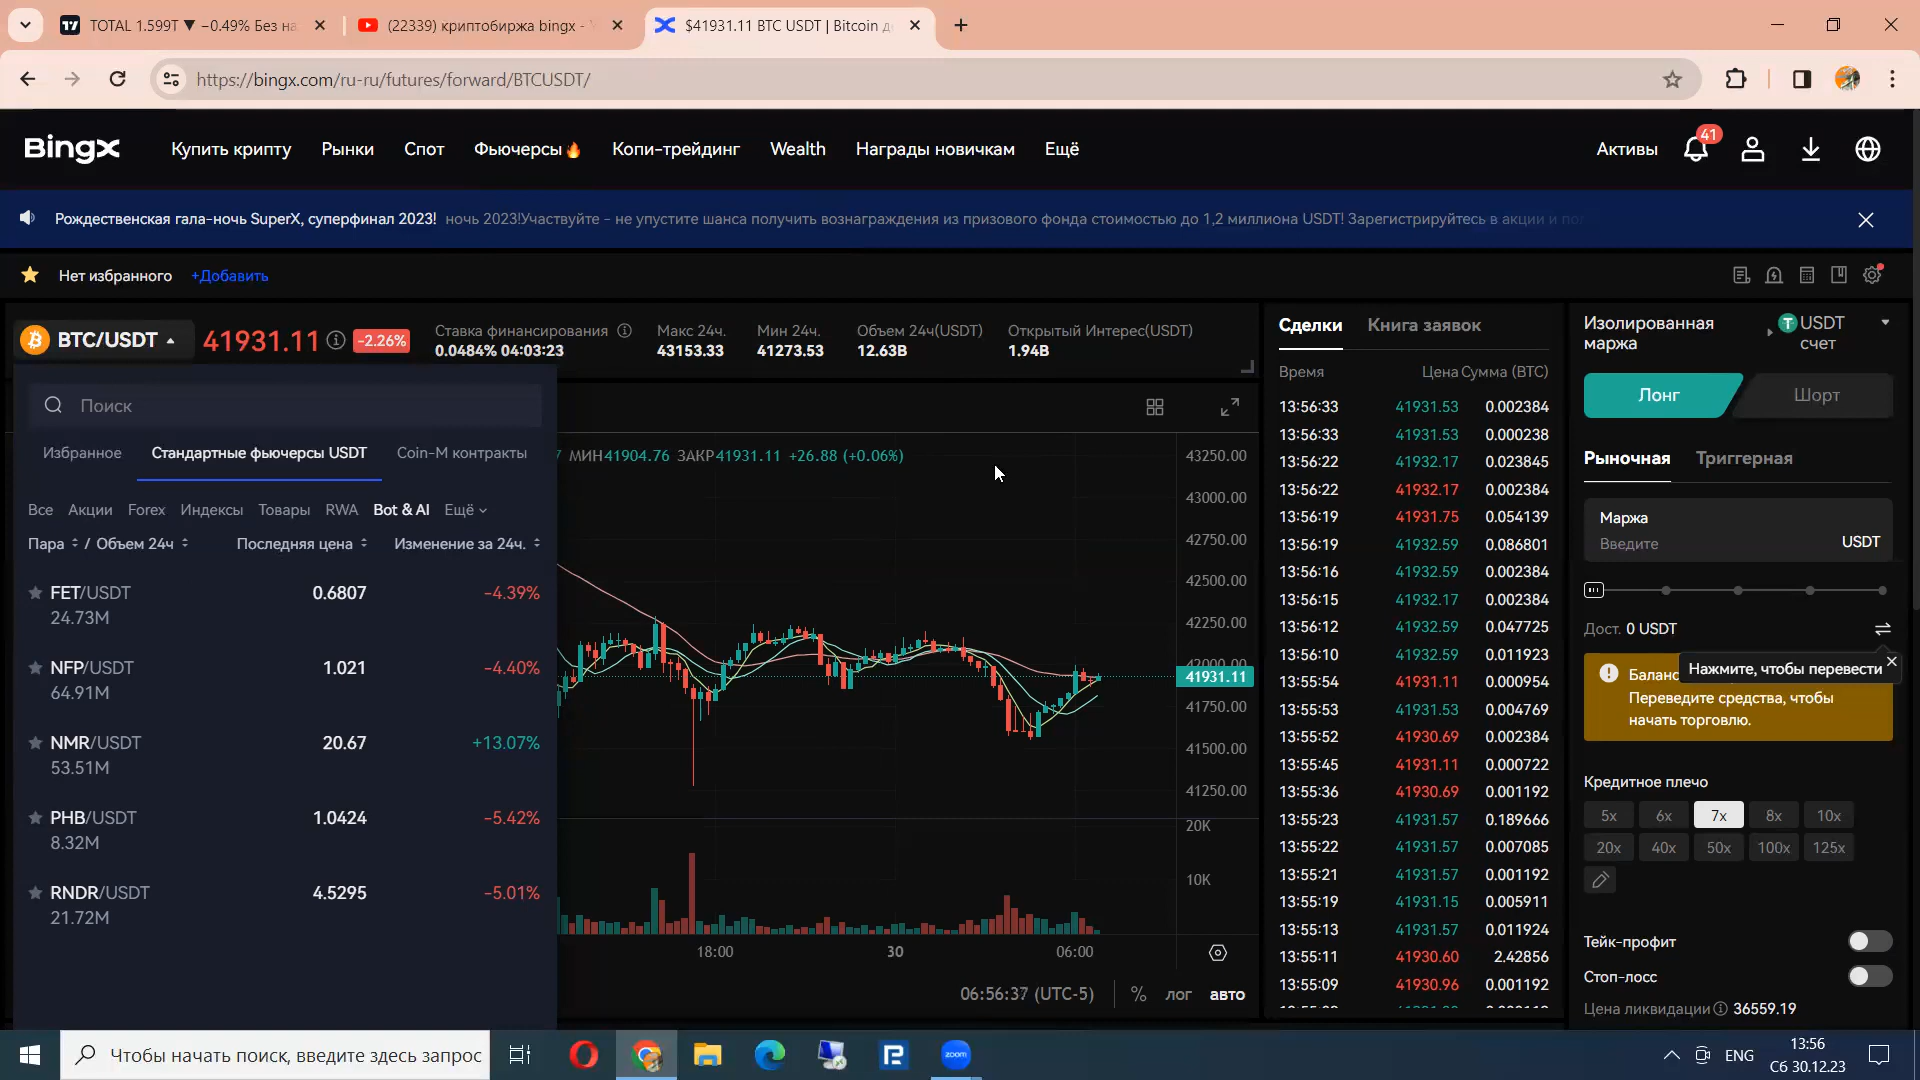 TOTAL 1.599T ▼ −0.49% Без на
(22339) криптобиржа bingx -
$41931.11 BTC USDT | Bitcoin д
https://bingx.com/ru-ru/futures/forward/BTCUSDT/
BingX
Купить крипту
Рынки
Спот
Фьючерсы
Копи-трейдинг
Wealth
Награды новичкам
Ещё
Активы
41
Рождественская гала-ночь SuperX, суперфинал 2023!
ночь 2023!Участвуйте - не упустите шанса получить вознаграждения из призового фонда стоимостью до 1,2 миллиона USDT! Зарегистрируйтесь в акции и по
Нет избранного
+Добавить
BTC/USDT
41931.11
-2.26%
Ставка финансирования
0.0484% 04:03:23
Макс 24ч.
43153.33
Мин 24ч.
41273.53
Объем 24ч(USDT)
12.63B
Открытый Интерес(USDT)
1.94B
Поиск
Избранное
Стандартные фьючерсы USDT
Coin-M контракты
Все
Акции
Forex
Индексы
Товары
RWA
Bot & AI
Ещё
Пара / Объем 24ч
Последняя цена
Изменение за 24ч.
FET/USDT 0.6807 -4.39%
24.73M
NFP/USDT 1.021 -4.40%
64.91M
NMR/USDT 20.67 +13.07%
53.51M
PHB/USDT 1.0424 -5.42%
8.32M
RNDR/USDT 4.5295 -5.01%
21.72M
7 МИН41904.76 ЗАКР41931.11 +26.88 (+0.06%)
43250.00
43000.00
42750.00
42500.00
42250.00
42000.00
41931.11
41750.00
41500.00
41250.00
20K
10K
18:00
30
06:00
06:56:37 (UTC-5)
%
лог
авто
Сделки
Книга заявок
Время Цена Сумма (BTC)
13:56:33 41931.53 0.002384
13:56:33 41931.53 0.000238
13:56:22 41932.17 0.023845
13:56:22 41932.17 0.002384
13:56:19 41931.75 0.054139
13:56:19 41932.59 0.086801
13:56:16 41932.59 0.002384
13:56:15 41932.17 0.002384
13:56:12 41932.59 0.047725
13:56:10 41932.59 0.011923
13:55:54 41931.11 0.000954
13:55:53 41931.53 0.004769
13:55:52 41930.69 0.002384
13:55:45 41931.11 0.000722
13:55:36 41930.69 0.001192
13:55:23 41931.57 0.189666
13:55:22 41931.57 0.007085
13:55:21 41931.57 0.001192
13:55:19 41931.15 0.005911
13:55:13 41931.57 0.011924
13:55:11 41930.60 2.42856
13:55:09 41930.96 0.001192
Изолированная
маржа
USDT
счет
Лонг
Шорт
Рыночная
Триггерная
Маржа
Введите
USDT
Дост. 0 USDT
Нажмите, чтобы перевести
Баланс
Переведите средства, чтобы
начать торговлю.
Кредитное плечо
5x 6x 7x 8x 10x
20x 40x 50x 100x 125x
Тейк-профит
Стоп-лосс
Цена ликвидации 36559.19
Чтобы начать поиск, введите здесь запрос
zoom
ENG
13:56
Сб 30.12.23